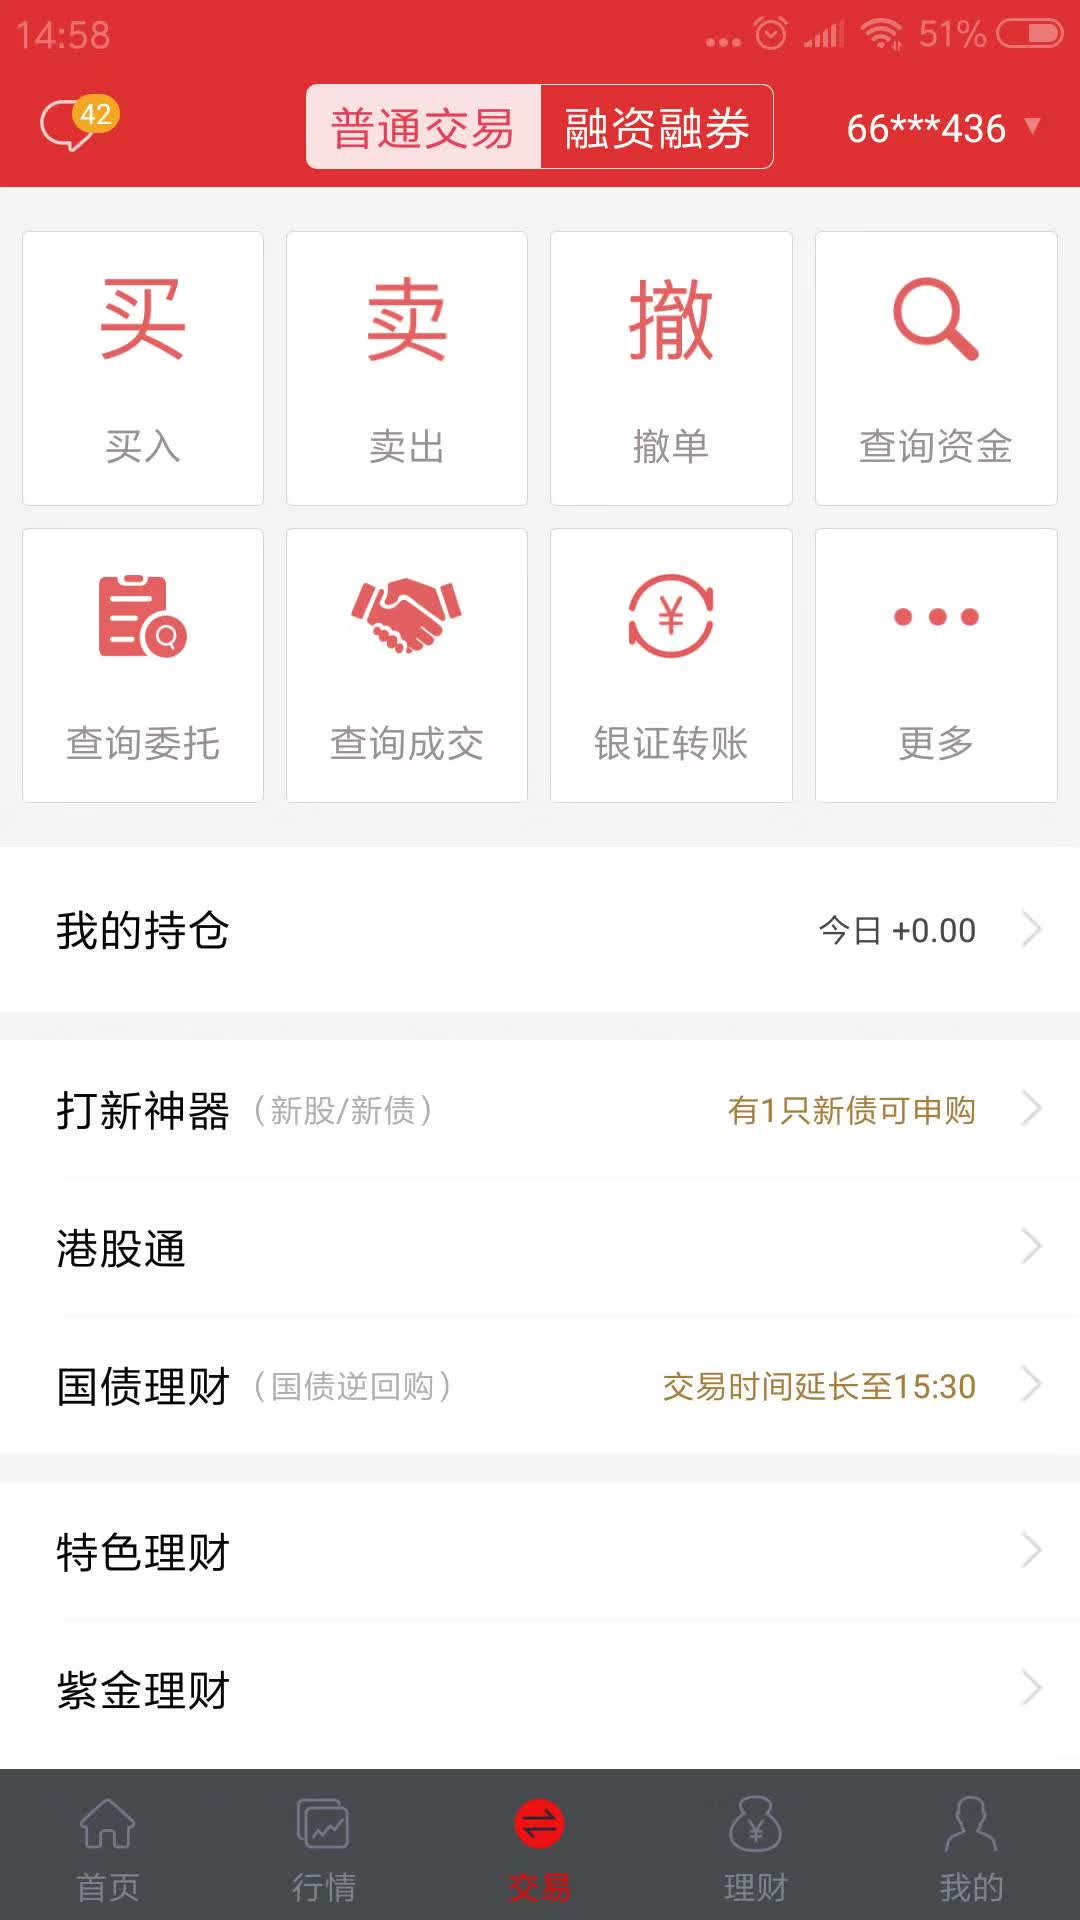 14:58 51%
42 普通交易 融资融券 66***436
买 卖 撤
买入 卖出 撤单 查询资金
查询委托 查询成交 银证转账 更多
我的持仓 今日 +0.00
打新神器（新股/新债） 有1只新债可申购
港股通
国债理财（国债逆回购） 交易时间延长至15:30
特色理财
紫金理财
首页 行情 交易 理财 我的